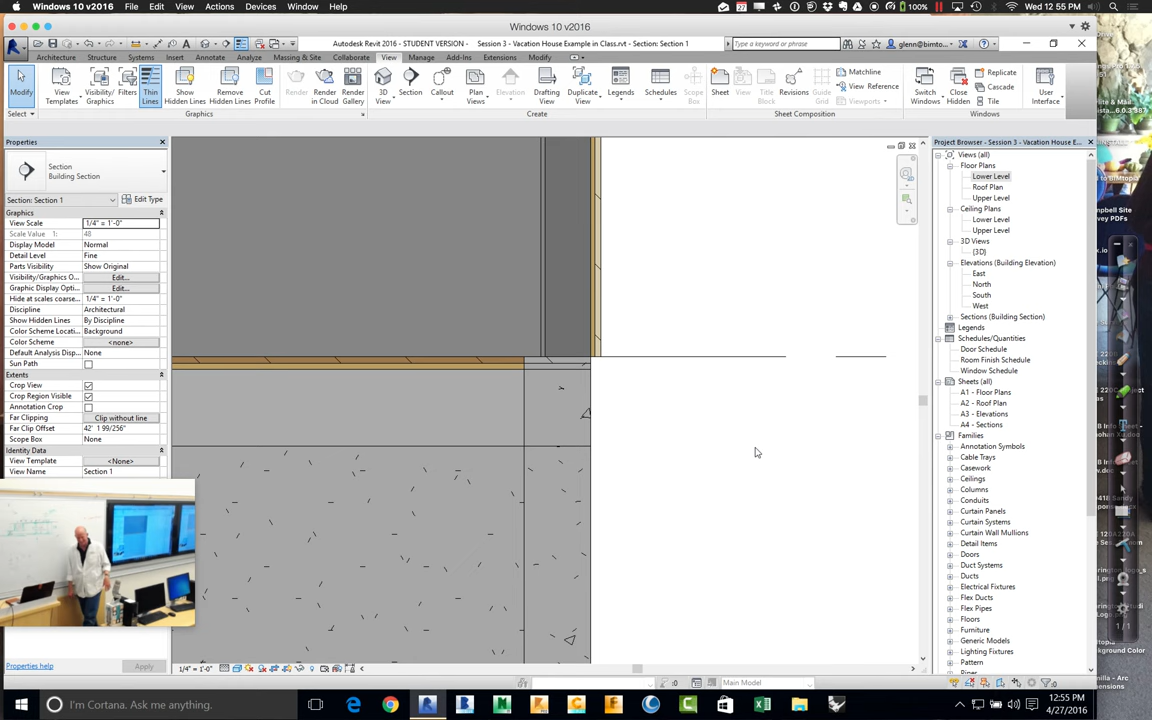 Windows 10 v2016 File Edit View Actions Devices Window Help 100% Wed 12:55 PM
Windows 10 v2016
Autodesk Revit 2016 - STUDENT VERSION - Session 3 - Vacation House Example in Class.rvt - Section: Section 1 Type a keyword or phrase glenn@bimto...
Architecture Structure Systems Insert Annotate Analyze Massing & Site Collaborate View Manage Add-Ins Extensions Modify
Modify View Templates Visibility/ Graphics Filters Thin Lines Show Hidden Lines Remove Hidden Lines Cut Profile Render Render in Cloud Render Gallery 3D View Section Callout Plan Views Elevation Drafting View Duplicate View Legends Schedules Scope Box Sheet View Title Block Revisions Guide Grid Matchline View Reference Viewports Switch Windows Close Hidden Replicate Cascade Tile User Interface
Select Graphics Create Sheet Composition Windows
Properties
Section
Building Section
Section: Section 1 Edit Type
Graphics
View Scale 1/4" = 1'-0"
Scale Value 1: 48
Display Model Normal
Detail Level Fine
Parts Visibility Show Original
Visibility/Graphics O... Edit...
Graphic Display Opti... Edit...
Hide at scales coarse... 1/4" = 1'-0"
Discipline Architectural
Show Hidden Lines By Discipline
Color Scheme Locati... Background
Color Scheme <none>
Default Analysis Disp... None
Sun Path
Extents
Crop View
Crop Region Visible
Annotation Crop
Far Clipping Clip without line
Far Clip Offset 42' 1 99/256"
Scope Box None
Identity Data
View Template <None>
View Name Section 1
Properties help Apply
1/4" = 1'-0"
Project Browser - Session 3 - Vacation House E...
Views (all)
Floor Plans
Lower Level
Roof Plan
Upper Level
Ceiling Plans
Lower Level
Upper Level
3D Views
{3D}
Elevations (Building Elevation)
East
North
South
West
Sections (Building Section)
Legends
Schedules/Quantities
Door Schedule
Room Finish Schedule
Window Schedule
Sheets (all)
A1 - Floor Plans
A2 - Roof Plan
A3 - Elevations
A4 - Sections
Families
Annotation Symbols
Cable Trays
Casework
Ceilings
Columns
Conduits
Curtain Panels
Curtain Systems
Curtain Wall Mullions
Detail Items
Doors
Duct Systems
Ducts
Electrical Fixtures
Flex Ducts
Flex Pipes
Floors
Furniture
Generic Models
Lighting Fixtures
Pattern
1/1
:0 Main Model :0
I'm Cortana. Ask me anything. 12:55 PM
4/27/2016